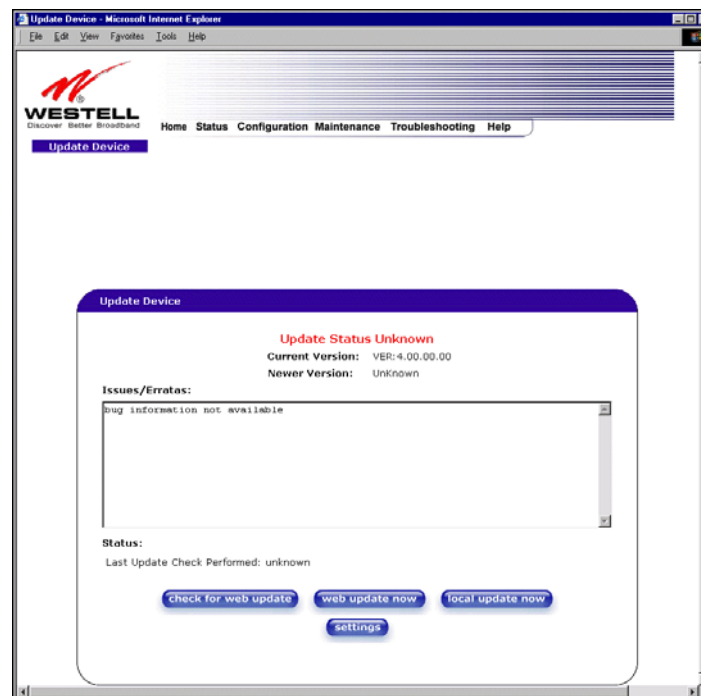 Update Device - Microsoft Internet Explorer
File Edit View Favorites Tools Help
WESTELL
Discover Better Broadband
Home Status Configuration Maintenance Troubleshooting Help
Update Device
Update Device
Update Status Unknown
Current Version: VER:4.00.00.00
Newer Version: UnKnown
Issues/Erratas:
bug information not available
Status:
Last Update Check Performed: unknown
check for web update web update now local update now
settings